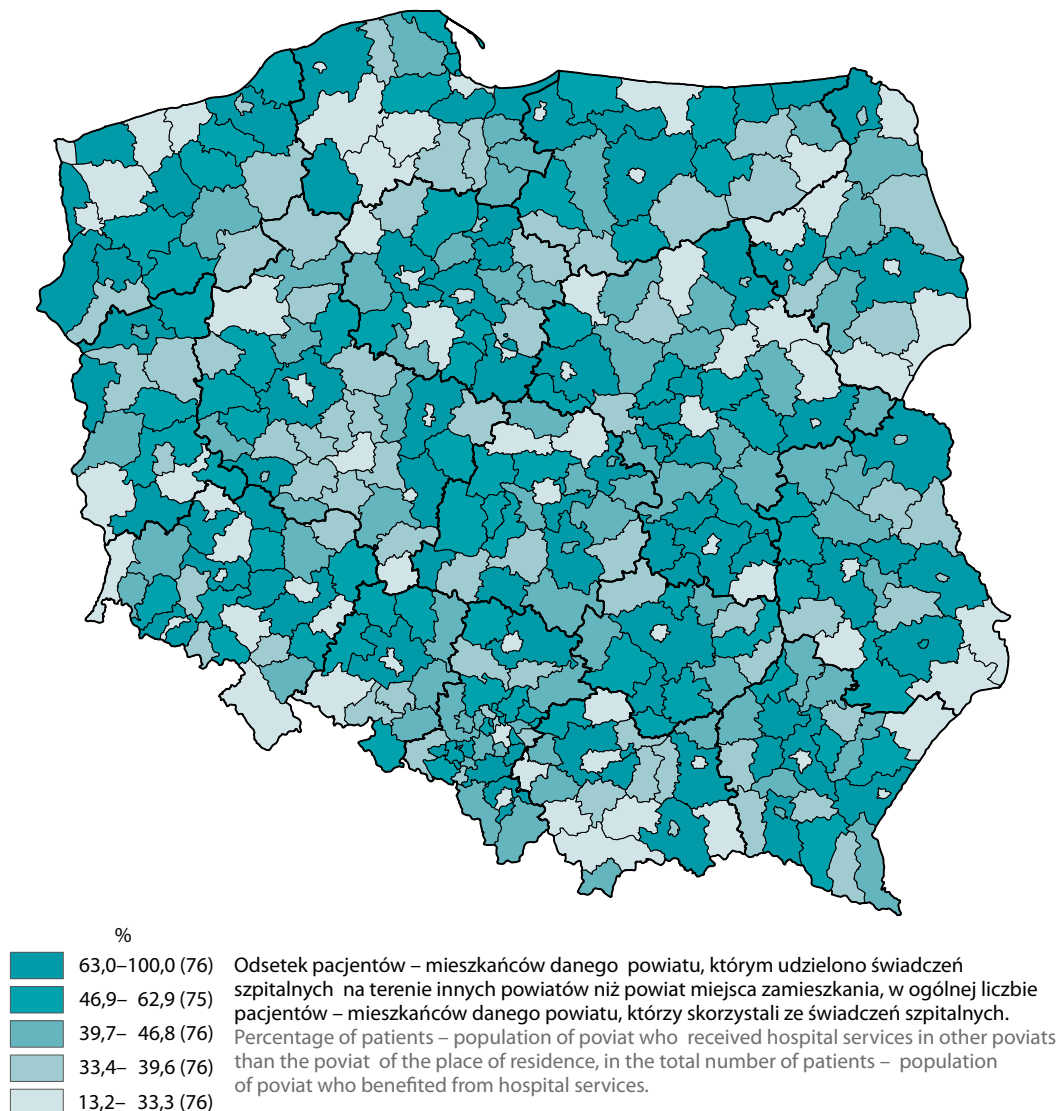 %
63,0–100,0 (76)
46,9– 62,9 (75)
39,7– 46,8 (76)
33,4– 39,6 (76)
13,2– 33,3 (76)
Odsetek pacjentów – mieszkańców danego powiatu, którym udzielono świadczeń
szpitalnych na terenie innych powiatów niż powiat miejsca zamieszkania, w ogólnej liczbie
pacjentów – mieszkańców danego powiatu, którzy skorzystali ze świadczeń szpitalnych.
Percentage of patients – population of poviat who received hospital services in other poviats
than the poviat of the place of residence, in the total number of patients – population
of poviat who benefited from hospital services.